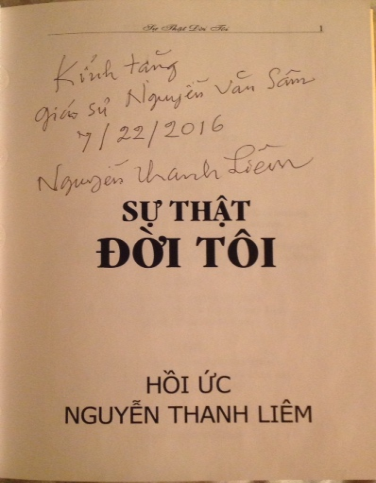 Sự Thật Đời Tôi 1
Kính tặng
giáo sư Nguyễn Văn Sâm
7/22/2016
Nguyễn Thanh Liêm
SỰ THẬT
ĐỜI TÔI
HỒI ỨC
NGUYỄN THANH LIÊM